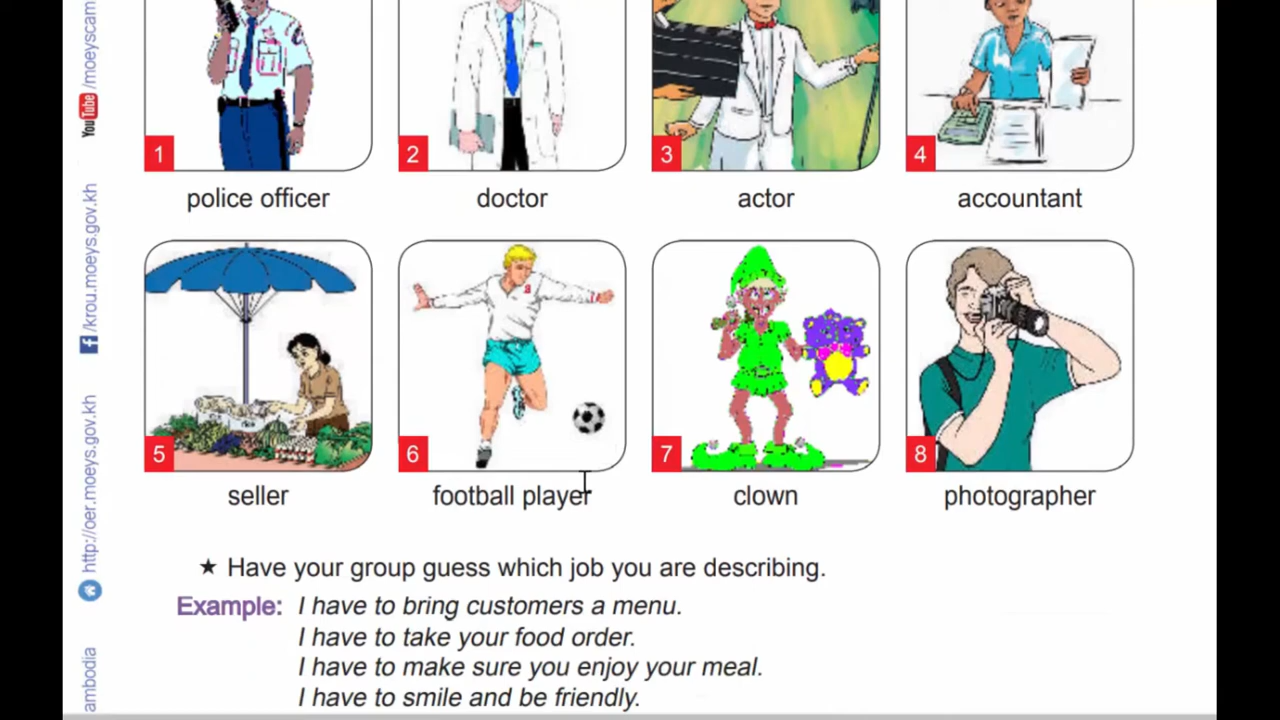 You Tube /moeyscam
/krou.moeys.gov.kh
http://oer.moeys.gov.kh
ambodia
1
2
3
4
police officer
doctor
actor
accountant
5
6
7
8
seller
football player
clown
photographer
★ Have your group guess which job you are describing.
Example: I have to bring customers a menu.
I have to take your food order.
I have to make sure you enjoy your meal.
I have to smile and be friendly.